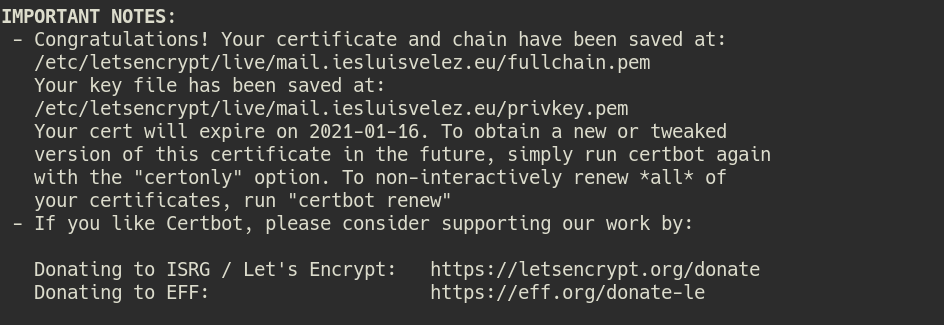 IMPORTANT NOTES:
- Congratulations! Your certificate and chain have been saved at:
/etc/letsencrypt/live/mail.iesluisvelez.eu/fullchain.pem
Your key file has been saved at:
/etc/letsencrypt/live/mail.iesluisvelez.eu/privkey.pem
Your cert will expire on 2021-01-16. To obtain a new or tweaked
version of this certificate in the future, simply run certbot again
with the "certonly" option. To non-interactively renew *all* of
your certificates, run "certbot renew"
- If you like Certbot, please consider supporting our work by:
Donating to ISRG / Let's Encrypt:   https://letsencrypt.org/donate
Donating to EFF:                    https://eff.org/donate-le